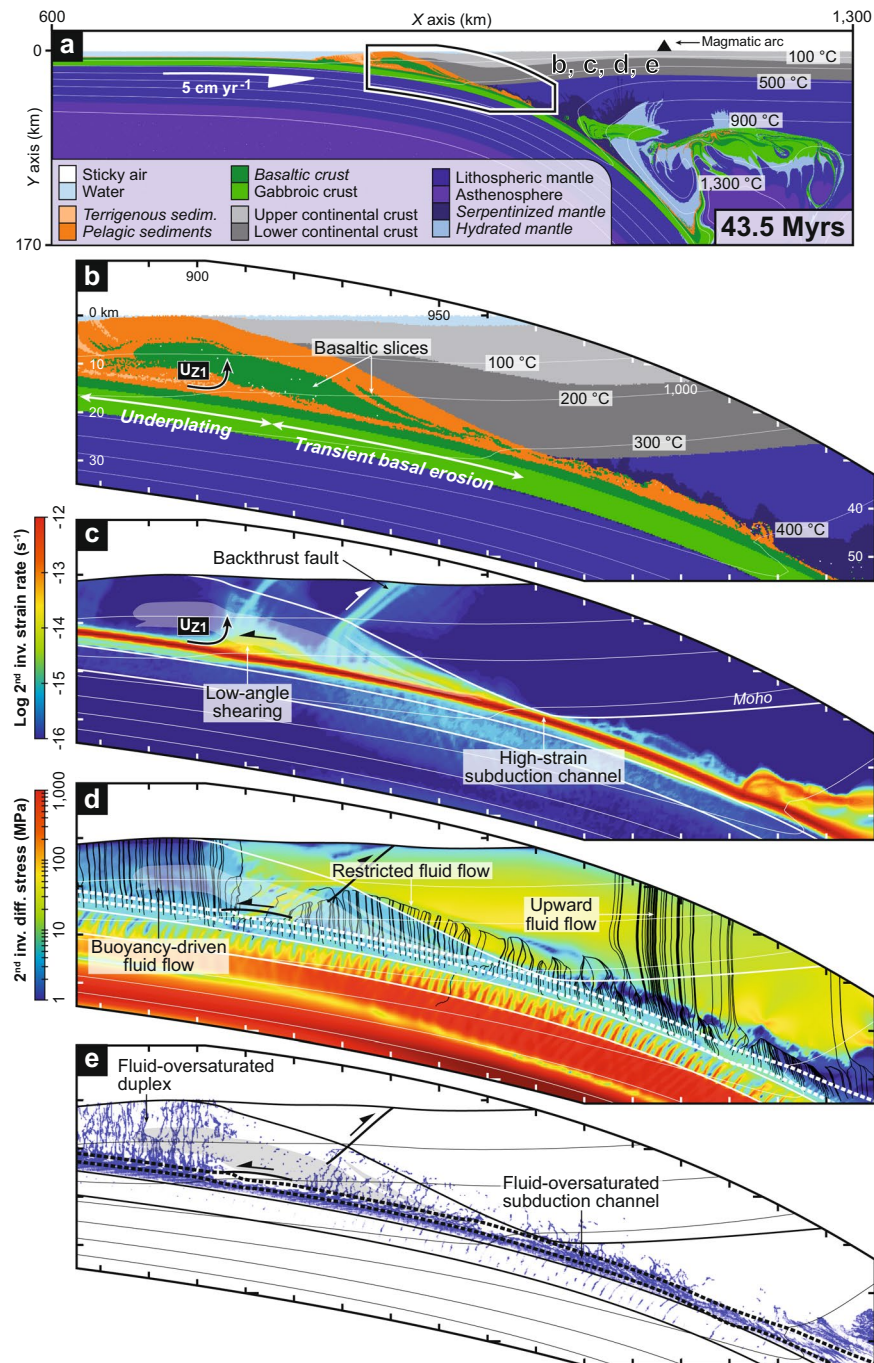 X axis (km)
600
1,300
a
0
Magmatic arc
b, c, d, e
100 °C
5 cm yr-1
500 °C
Y axis (km)
900 °C
Sticky air
Water
Terrigenous sedim.
Pelagic sediments
Basaltic crust
Gabbroic crust
Upper continental crust
Lower continental crust
Lithospheric mantle
Asthenosphere
Serpentinized mantle
Hydrated mantle
1,300 °C
170
43.5 Myrs
b
900
0 km
950
Basaltic slices
100 °C
10
UZ1
1,000
200 °C
20
Underplating
300 °C
30
Transient basal erosion
40
400 °C
50
Log 2nd inv. strain rate (s-1)
-12
-13
-14
-15
-16
c
Backthrust fault
UZ1
Low-angle
shearing
Moho
High-strain
subduction channel
2nd inv. diff. stress (MPa)
1,000
100
10
1
d
Restricted fluid flow
Upward
fluid flow
Buoyancy-driven
fluid flow
e
Fluid-oversaturated
duplex
Fluid-oversaturated
subduction channel